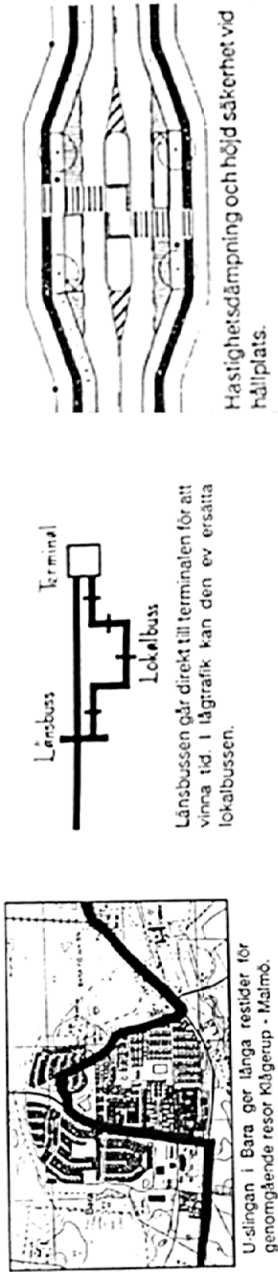 Bara
U-slingan i Bara ger långa restider för
genomgående resor Klågerup - Malmö.
Länsbuss
Terminal
Lokalbuss
Länsbussen går direkt till terminalen för att
vinna tid. I lågtrafik kan den ev ersätta
lokalbussen.
Hastighetsdämpning och höjd säkerhet vid
hållplats.